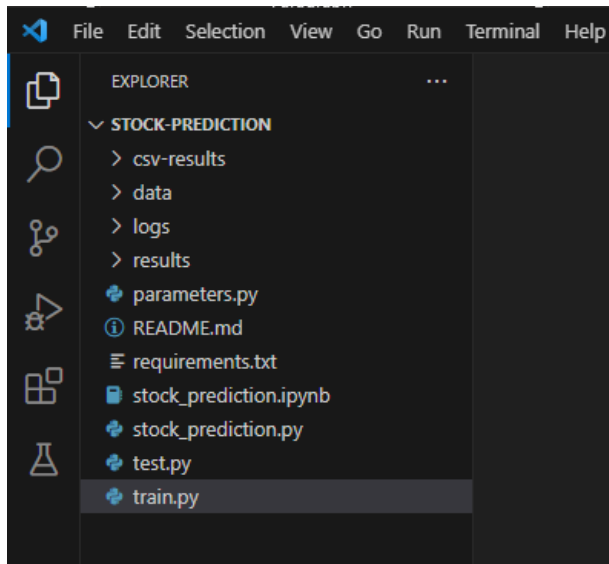 File Edit Selection View Go Run Terminal Help
EXPLORER ...
STOCK-PREDICTION
csv-results
data
logs
results
parameters.py
README.md
requirements.txt
stock_prediction.ipynb
stock_prediction.py
test.py
train.py